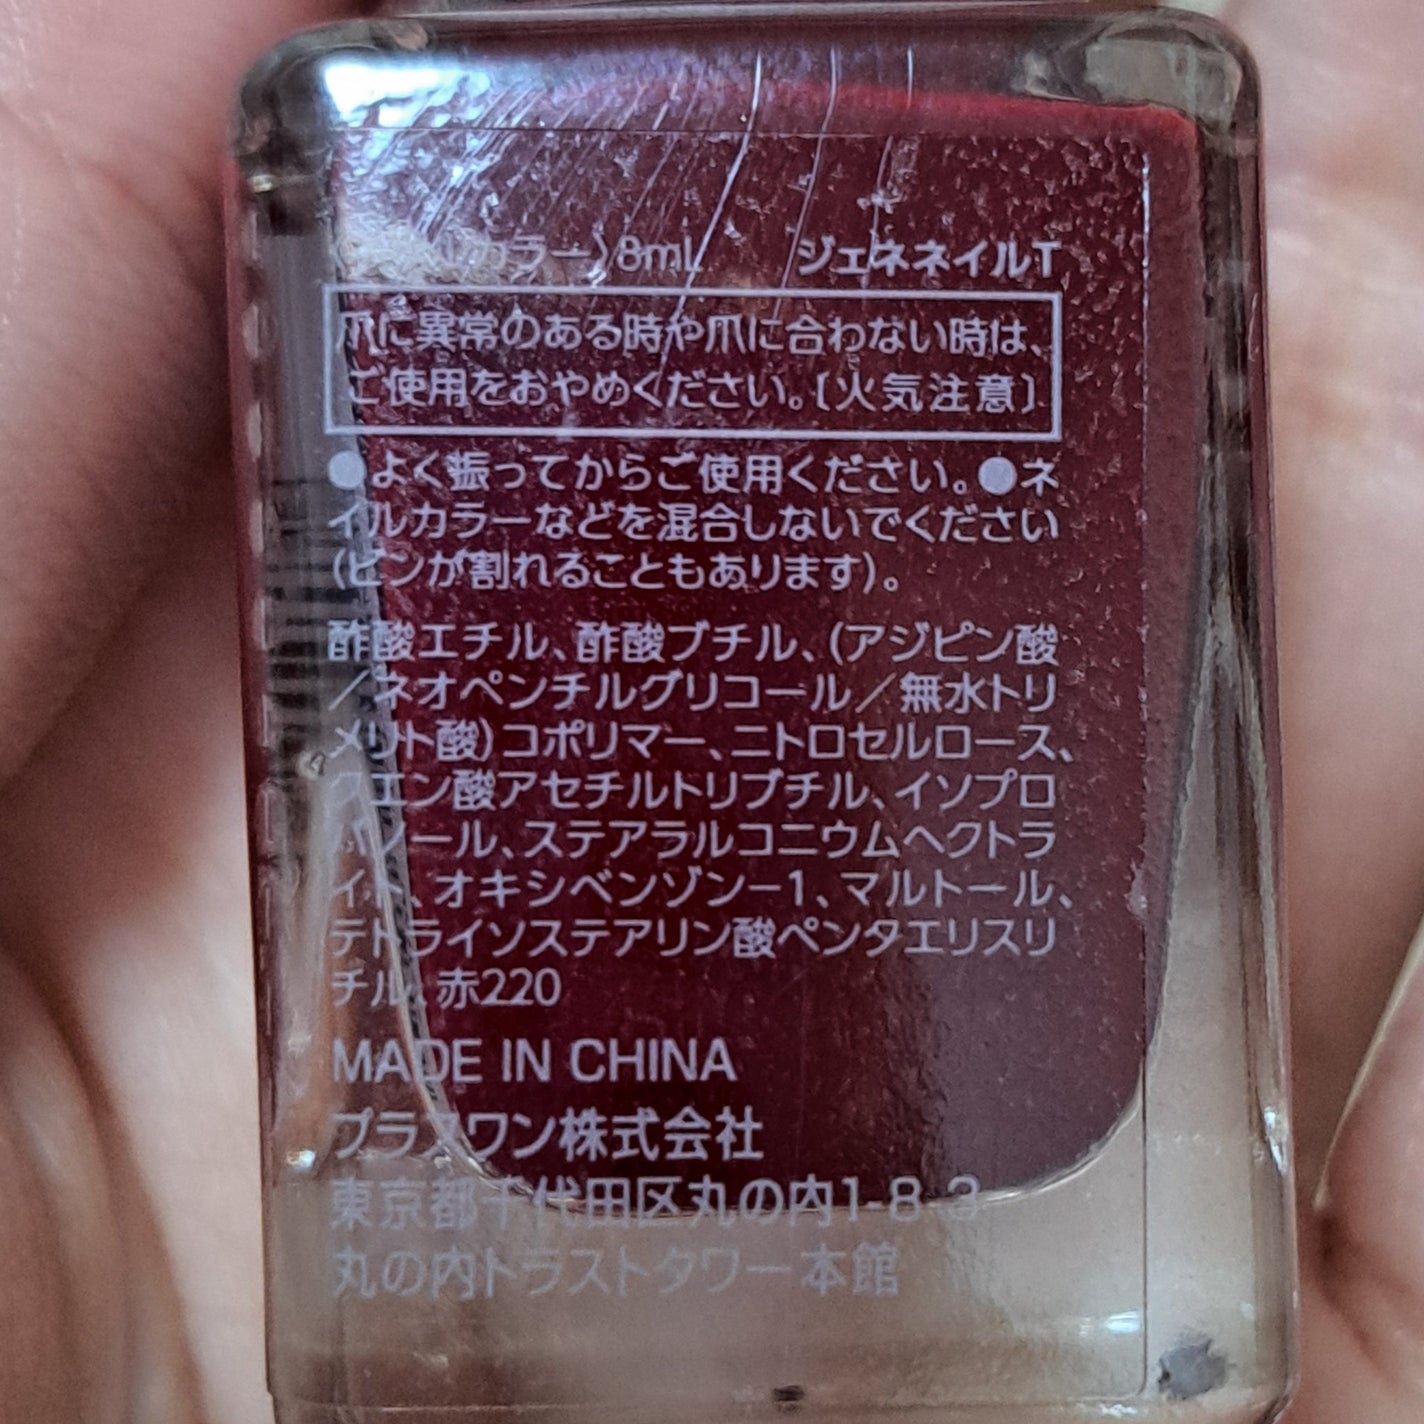 カラー〉8mL ジェネネイルT
爪に異常のある時や爪に合わない時は、
ご使用をおやめください。〔火気注意〕
●よく振ってからご使用ください。●ネ
イルカラーなどを混合しないでください
(ビンが割れることもあります)。
酢酸エチル、酢酸ブチル、(アジピン酸
／ネオペンチルグリコール／無水トリ
メリト酸)コポリマー、ニトロセルロース、
クエン酸アセチルトリブチル、イソプロ
パノール、ステアラルコニウムヘクトラ
イト、オキシベンゾン−1、マルトール、
テトライソステアリン酸ペンタエリスリ
チル、赤220
MADE IN CHINA
プラスワン株式会社
東京都千代田区丸の内1-8-3
丸の内トラストタワー本館